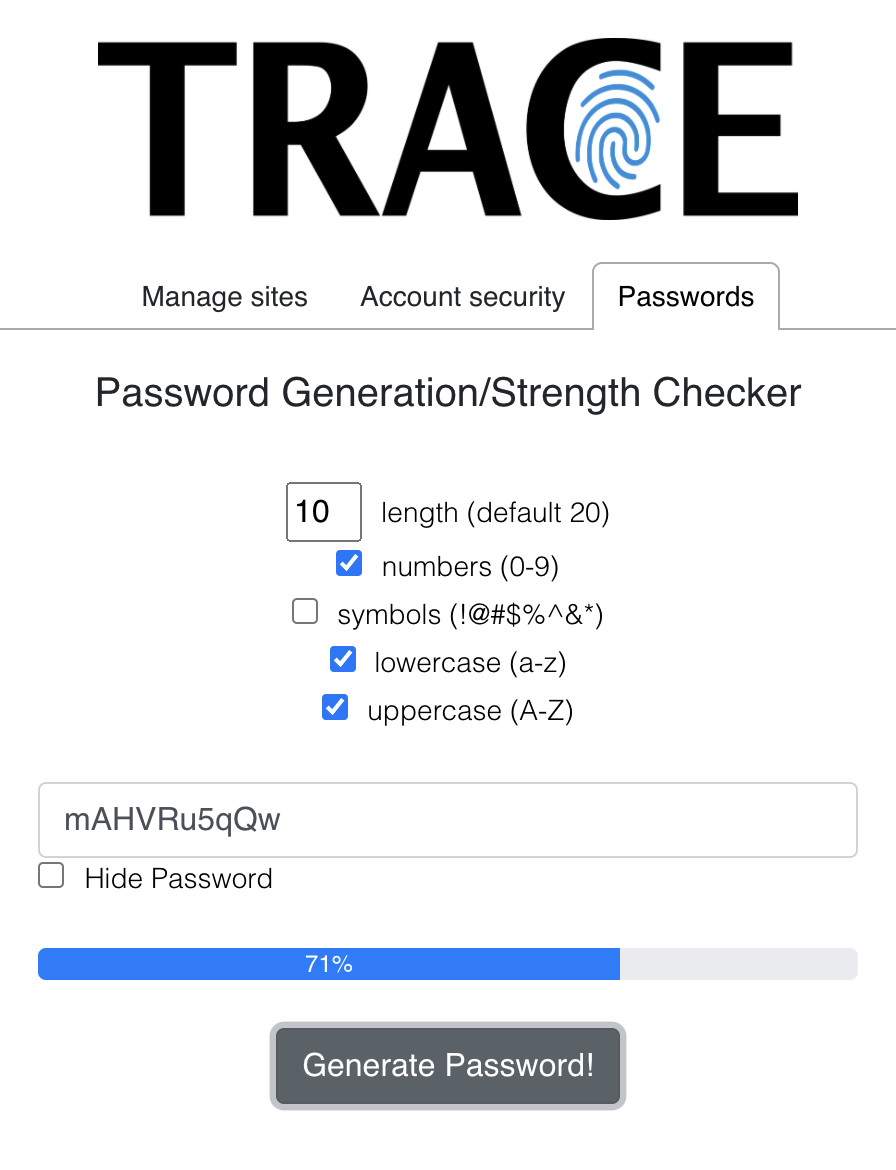 TRACE
Manage sites Account security Passwords
Password Generation/Strength Checker
10 length (default 20)
numbers (0-9)
symbols (!@#$%^&*)
lowercase (a-z)
uppercase (A-Z)
mAHVRu5qQw
Hide Password
71%
Generate Password!